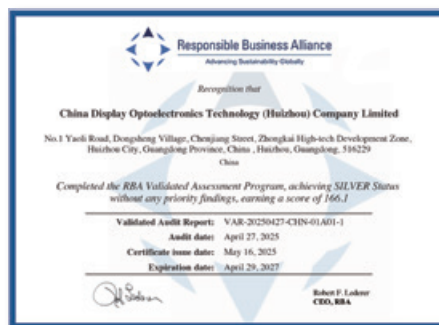 Responsible Business Alliance
Advancing Sustainability Globally
Recognition that
China Display Optoelectronics Technology (Huizhou) Company Limited
No.1 Yaoli Road, Dongsheng Village, Chenjiang Street, Zhongkai High-tech Development Zone,
Huizhou City, Guangdong Province, China , Huizhou, Guangdong, 516229
China
Completed the RBA Validated Assessment Program, achieving SILVER Status
without any priority findings, earning a score of 166.1
Validated Audit Report: VAR-20250427-CHN-01A01-1
Audit date: April 27, 2025
Certificate issue date: May 16, 2025
Expiration date: April 29, 2027
Robert F. Lederer
CEO, RBA